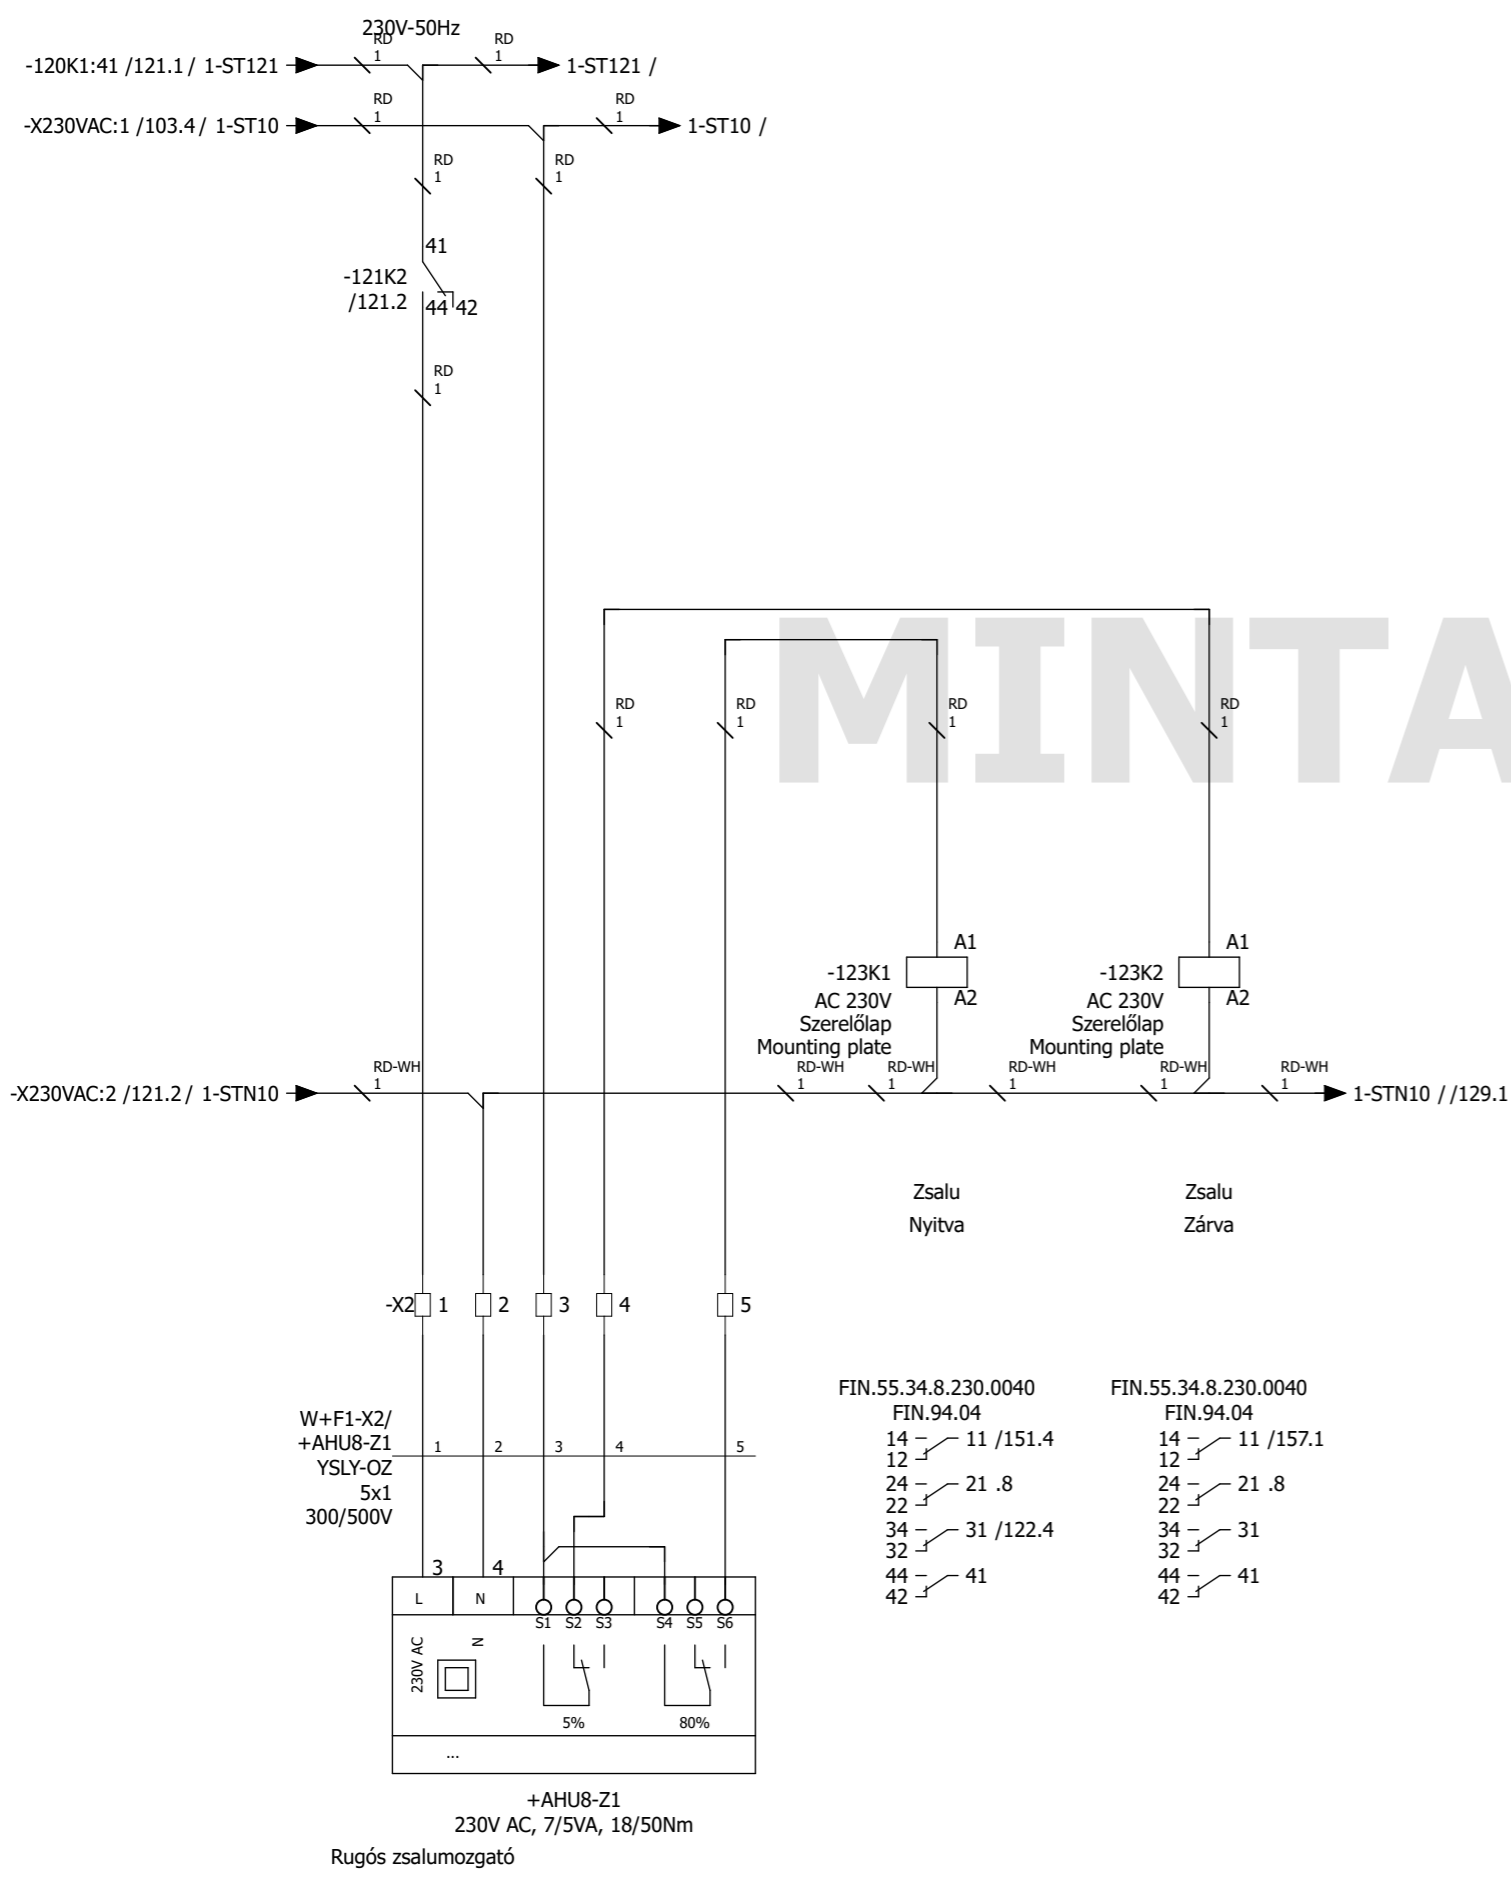 230V-50Hz
RD
1
RD
1
-120K1:41 /121.1 / 1-ST121
1-ST121 /
RD
1
RD
1
-X230VAC:1 /103.4 / 1-ST10
1-ST10 /
RD
1
RD
1
41
-121K2
/121.2
44 42
RD
1
MINTA
RD
1
RD
1
RD
1
RD
1
A1
-123K1
A2
AC 230V
Szerelőlap
Mounting plate
A1
-123K2
A2
AC 230V
Szerelőlap
Mounting plate
RD-WH
1
RD-WH
1
RD-WH
1
RD-WH
1
RD-WH
1
RD-WH
1
-X230VAC:2 /121.2 / 1-STN10
1-STN10 / /129.1
Zsalu
Nyitva
Zsalu
Zárva
-X2 1 2 3 4 5
W+F1-X2/
+AHU8-Z1
YSLY-OZ
5x1
300/500V
1 2 3 4 5
FIN.55.34.8.230.0040
FIN.94.04
14 11 /151.4
12
24 21 .8
22
34 31 /122.4
32
44 41
42
FIN.55.34.8.230.0040
FIN.94.04
14 11 /157.1
12
24 21 .8
22
34 31
32
44 41
42
3 4
L N S1 S2 S3 S4 S5 S6
230V AC
N
5% 80%
...
+AHU8-Z1
230V AC, 7/5VA, 18/50Nm
Rugós zsalumozgató